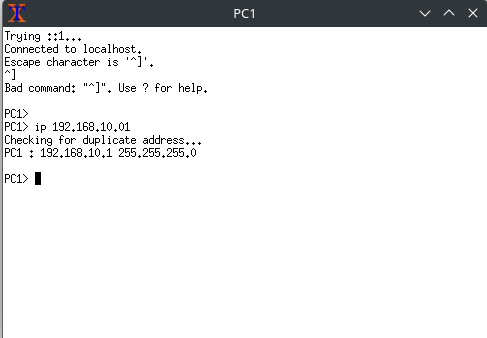 PC1
Trying ::1...
Connected to localhost.
Escape character is '^]'.
^]
Bad command: "^]". Use ? for help.
PC1>
PC1> ip 192.168.10.01
Checking for duplicate address...
PC1 : 192.168.10.1 255.255.255.0
PC1>